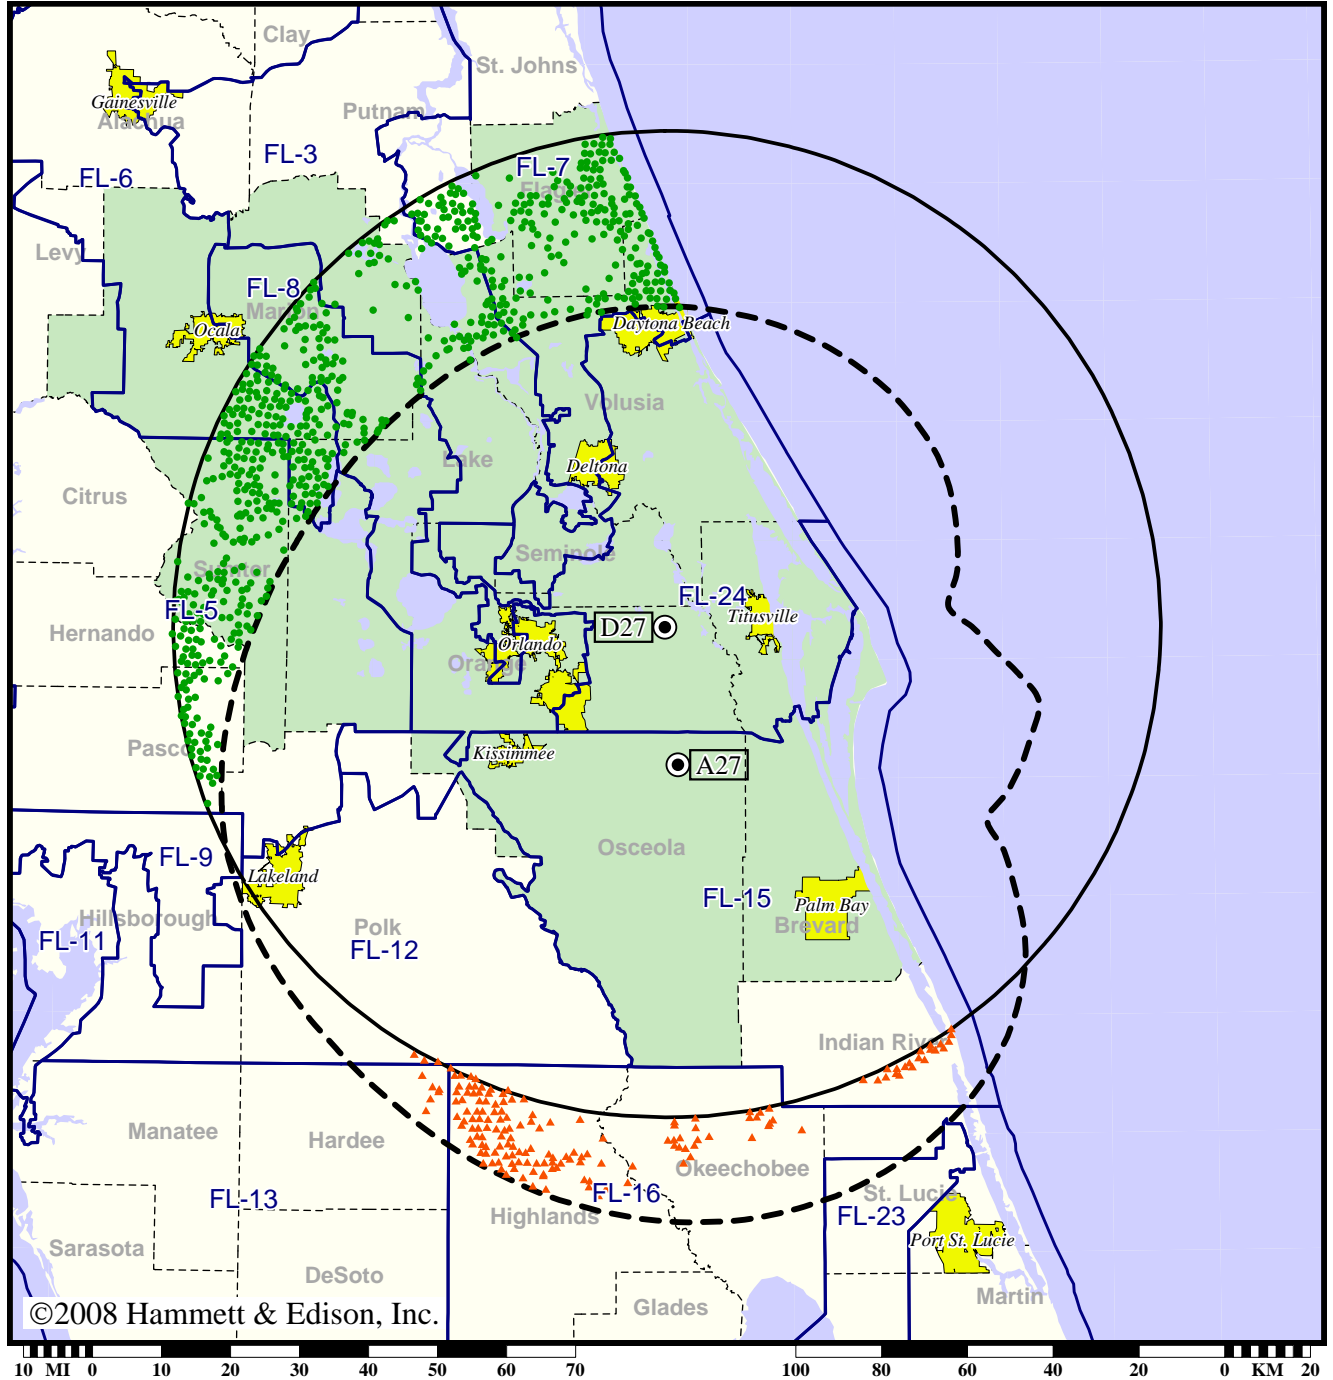 Clay
St. Johns
Gainesville
Alachua
Putnam
FL-3
FL-7
Flagler
FL-6
Levy
FL-8
Marion
Ocala
Daytona Beach
Volusia
Lake
Deltona
Citrus
Seminole
Sumter
FL-5
FL-24
Titusville
Hernando
D27
Orlando
Orange
Pasco
Kissimmee
A27
Osceola
FL-9
Lakeland
FL-15
Palm Bay
Hillsborough
Polk
Brevard
FL-11
FL-12
Indian River
Manatee
Hardee
Okeechobee
FL-13
FL-16
St. Lucie
Highlands
FL-23
Sarasota
Port St. Lucie
DeSoto
Martin
Glades
©2008 Hammett & Edison, Inc.
10 MI 0 10 20 30 40 50 60 70 100 80 60 40 20 0 KM 20